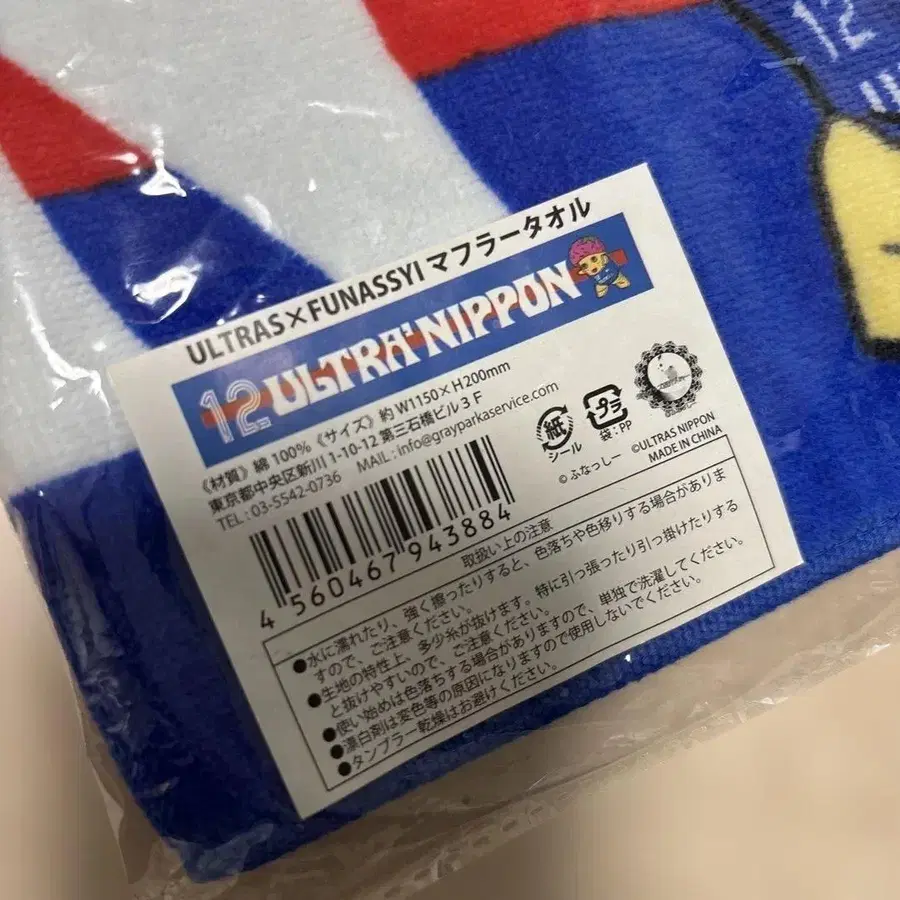 12
ULTRAS×FUNASSYI マフラータオル
12 ULTRA'NIPPON
《材質》綿 100%《サイズ》約 W1150×H200mm
東京都中央区新川 1-10-12 第三石橋ビル 3 F
TEL : 03-5542-0736 MAIL : info@grayparkaservice.com
紙
シール
プラ
袋:PP
©ふなっしー ©ULTRAS NIPPON
MADE IN CHINA
4 560467 943884
取扱い上の注意
●水に濡れたり、強く擦ったりすると、色落ちや色移りする場合がありま
すので、ご注意ください。
●生地の特性上、多少糸が抜けます。特に引っ張ったり引っ掛けたりする
と抜けやすいので、ご注意ください。
●使い始めは色落ちする場合がありますので、単独で洗濯してください。
●漂白剤は変色等の原因になりますので使用しないでください。
●タンブラー乾燥はお避けください。